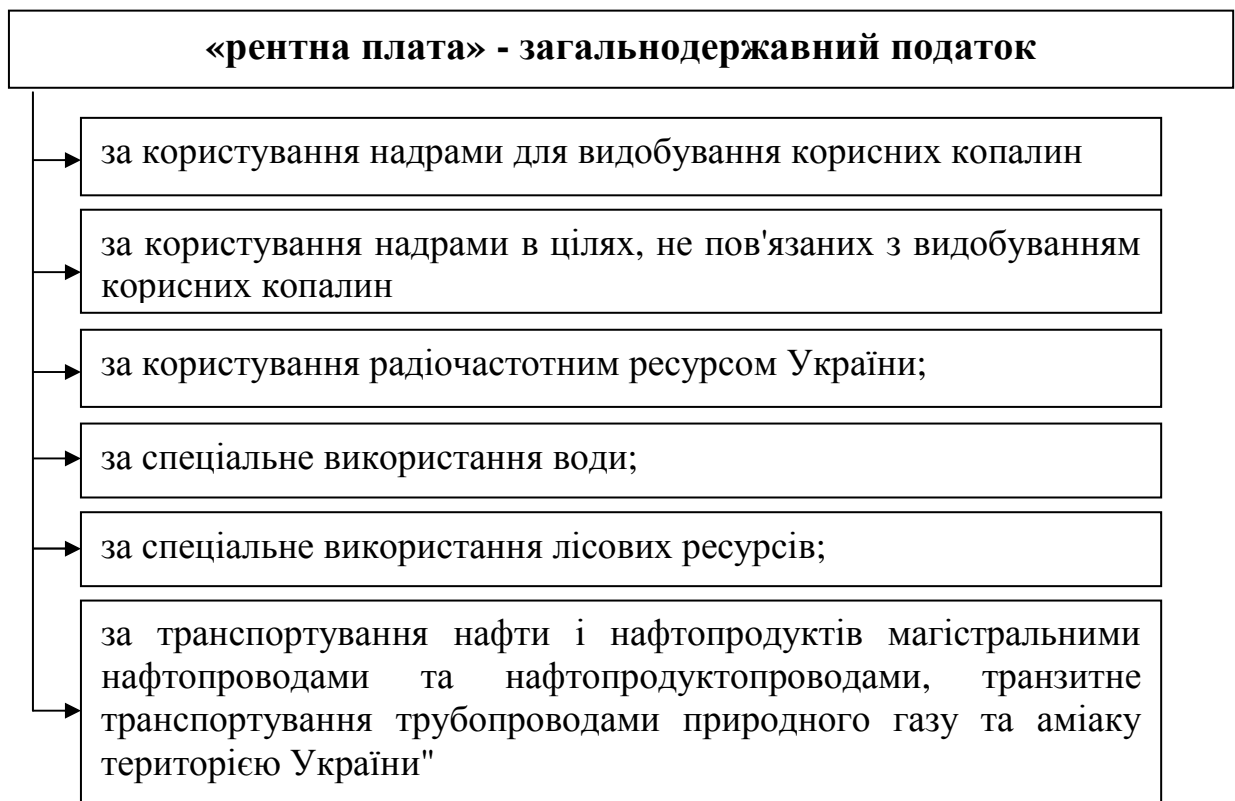 «рентна плата» - загальнодержавний податок
за користування надрами для видобування корисних копалин
за користування надрами в цілях, не пов'язаних з видобуванням
корисних копалин
за користування радіочастотним ресурсом України;
за спеціальне використання води;
за спеціальне використання лісових ресурсів;
за транспортування нафти і нафтопродуктів магістральними
нафтопроводами та нафтопродуктопроводами, транзитне
транспортування трубопроводами природного газу та аміаку
територією України"